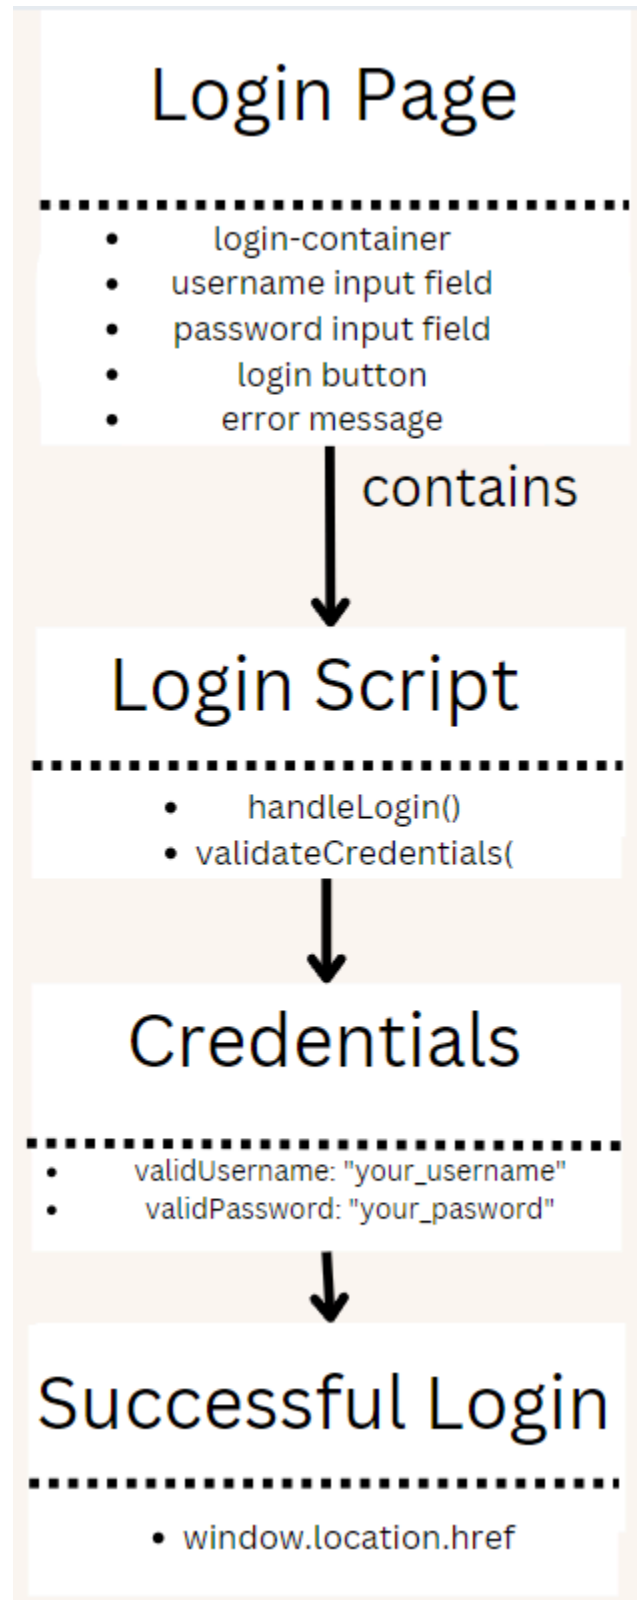 Login Page
• login-container
• username input field
• password input field
• login button
• error message
contains
Login Script
• handleLogin()
• validateCredentials(
Credentials
• validUsername: "your_username"
• validPassword: "your_pasword"
Successful Login
• window.location.href